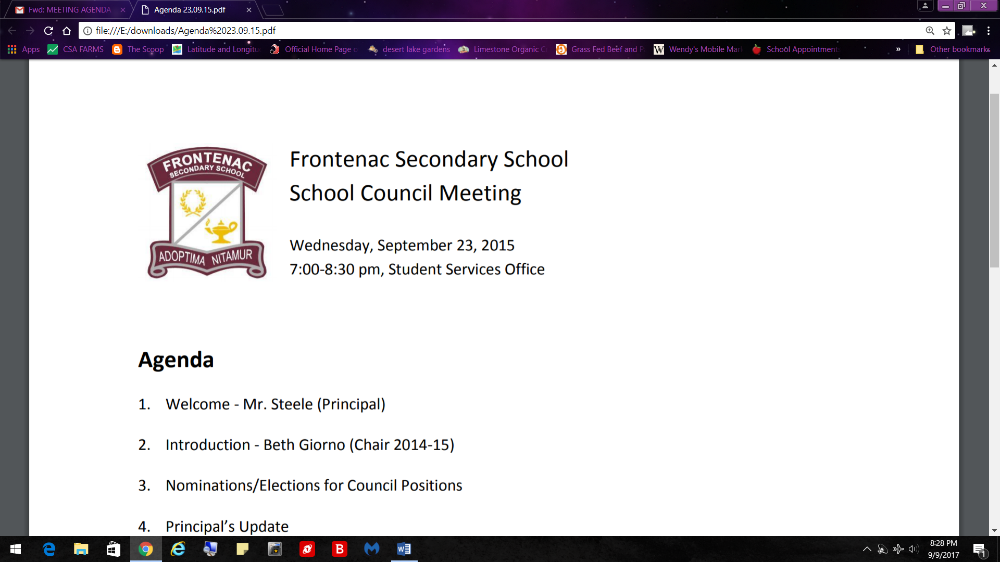 Fwd: MEETING AGENDA
Agenda 23.09.15.pdf
file:///E:/downloads/Agenda%2023.09.15.pdf
Apps
CSA FARMS
The Scoop
Latitude and Longitu
Official Home Page o
desert lake gardens
Limestone Organic C
Grass Fed Beef and P
Wendy's Mobile Mar
School Appointments
»
Other bookmarks
FRONTENAC
SECONDARY SCHOOL
ADOPTIMA NITAMUR
Frontenac Secondary School
School Council Meeting
Wednesday, September 23, 2015
7:00-8:30 pm, Student Services Office
Agenda
1. Welcome - Mr. Steele (Principal)
2. Introduction - Beth Giorno (Chair 2014-15)
3. Nominations/Elections for Council Positions
4. Principal’s Update
8:28 PM
9/9/2017
1